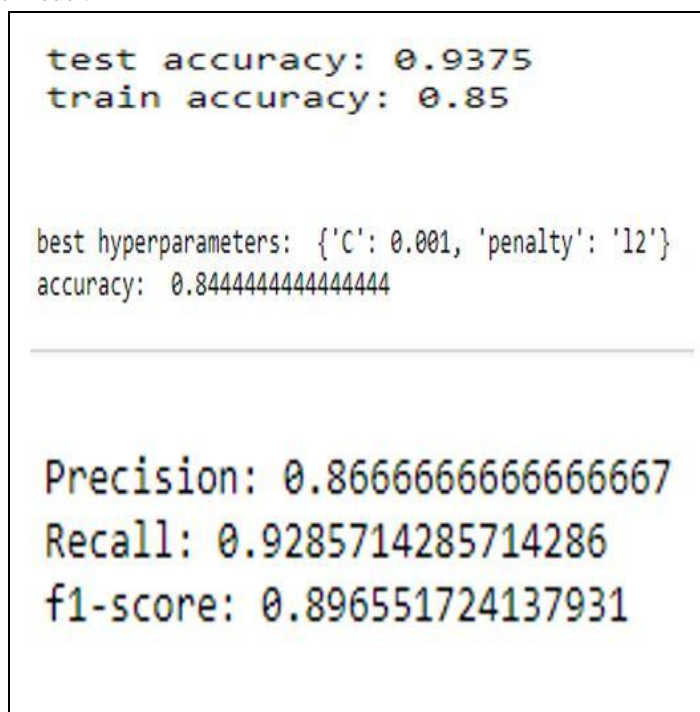 test accuracy: 0.9375
train accuracy: 0.85
best hyperparameters: {'C': 0.001, 'penalty': 'l2'}
accuracy: 0.8444444444444444
Precision: 0.8666666666666667
Recall: 0.9285714285714286
f1-score: 0.896551724137931